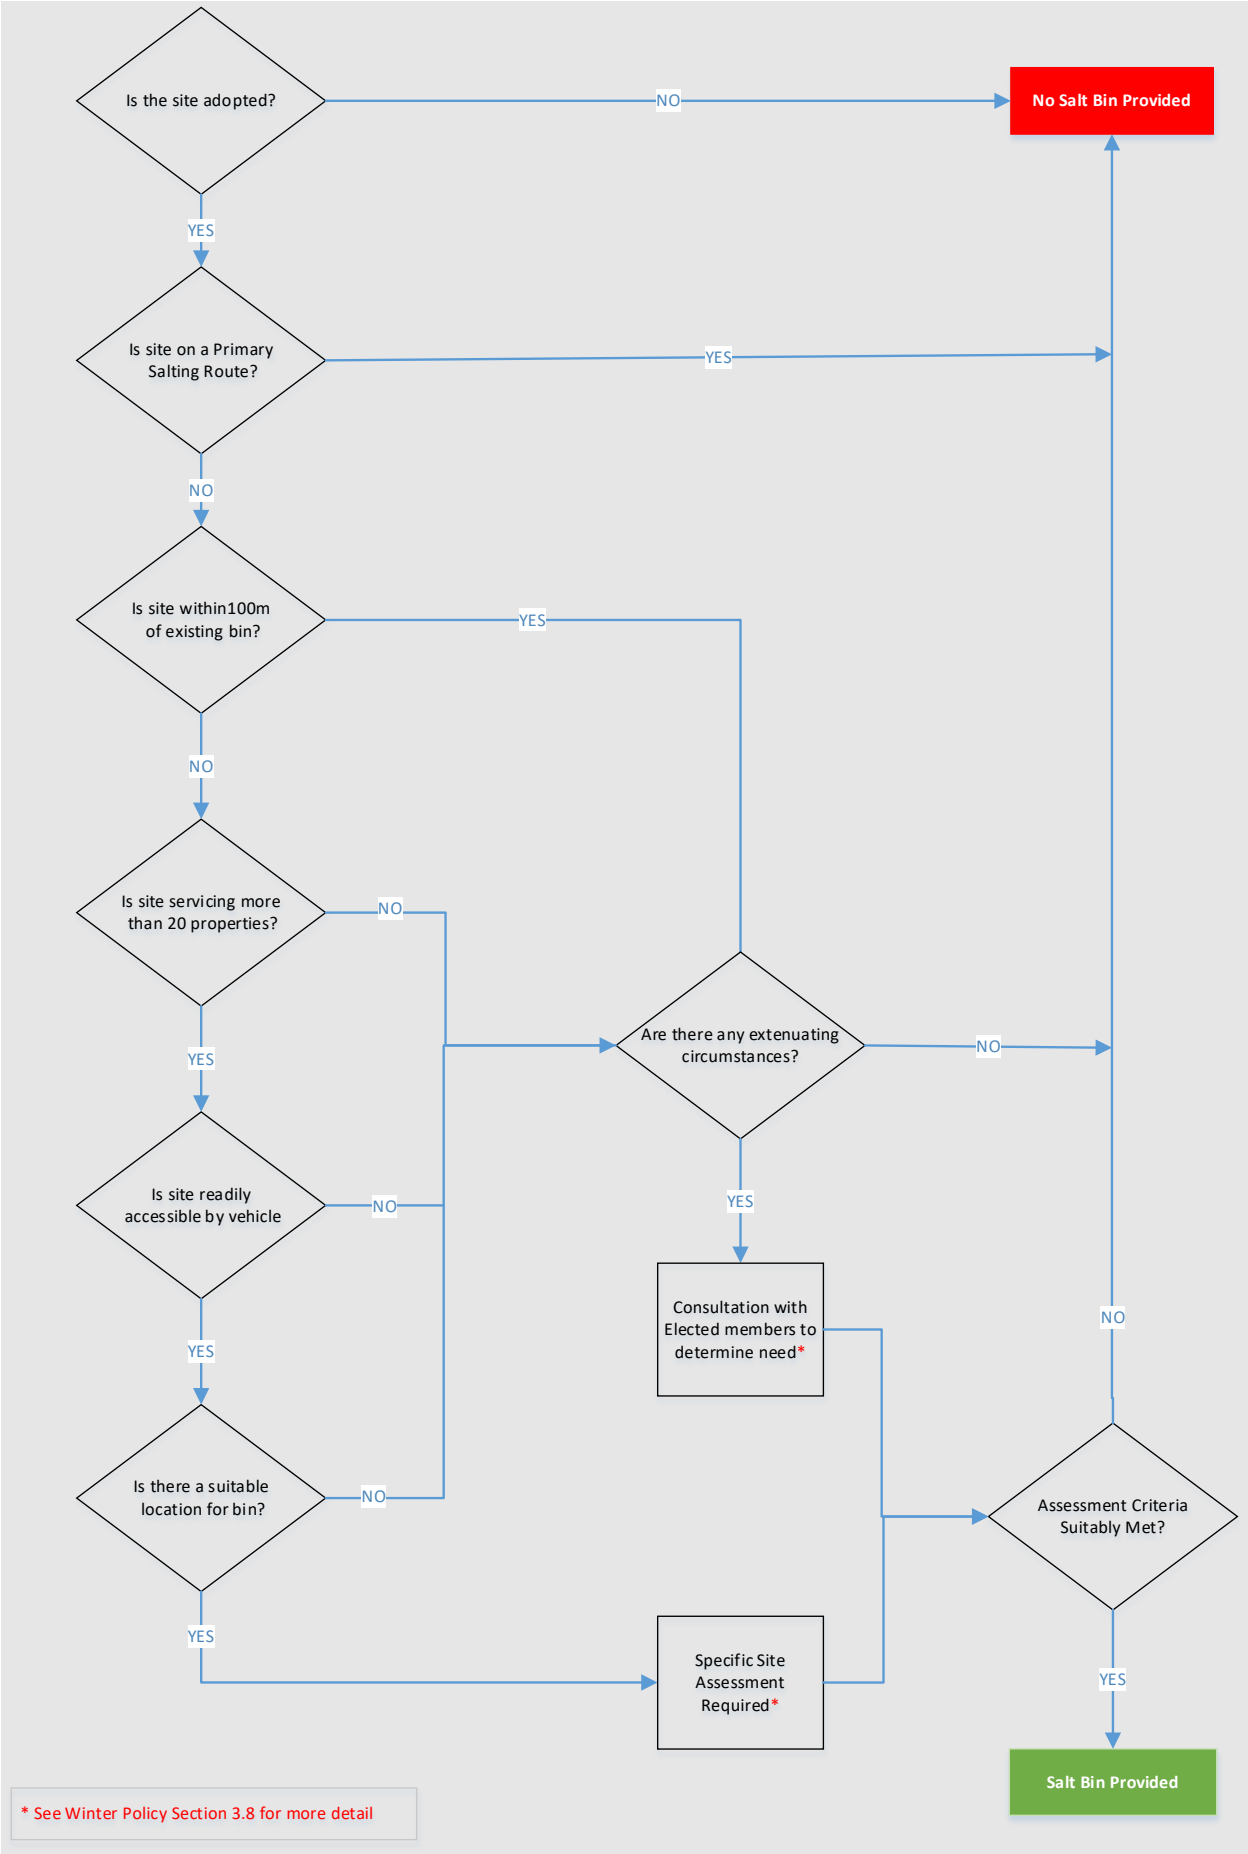 Is the site adopted?
NO
No Salt Bin Provided
YES
Is site on a Primary
Salting Route?
YES
NO
Is site within100m
of existing bin?
YES
NO
Is site servicing more
than 20 properties?
NO
Are there any extenuating
circumstances?
NO
YES
Is site readily
accessible by vehicle
NO
YES
Consultation with
Elected members to
determine need*
NO
YES
Is there a suitable
location for bin?
NO
Assessment Criteria
Suitably Met?
YES
Specific Site
Assessment
Required*
YES
Salt Bin Provided
* See Winter Policy Section 3.8 for more detail